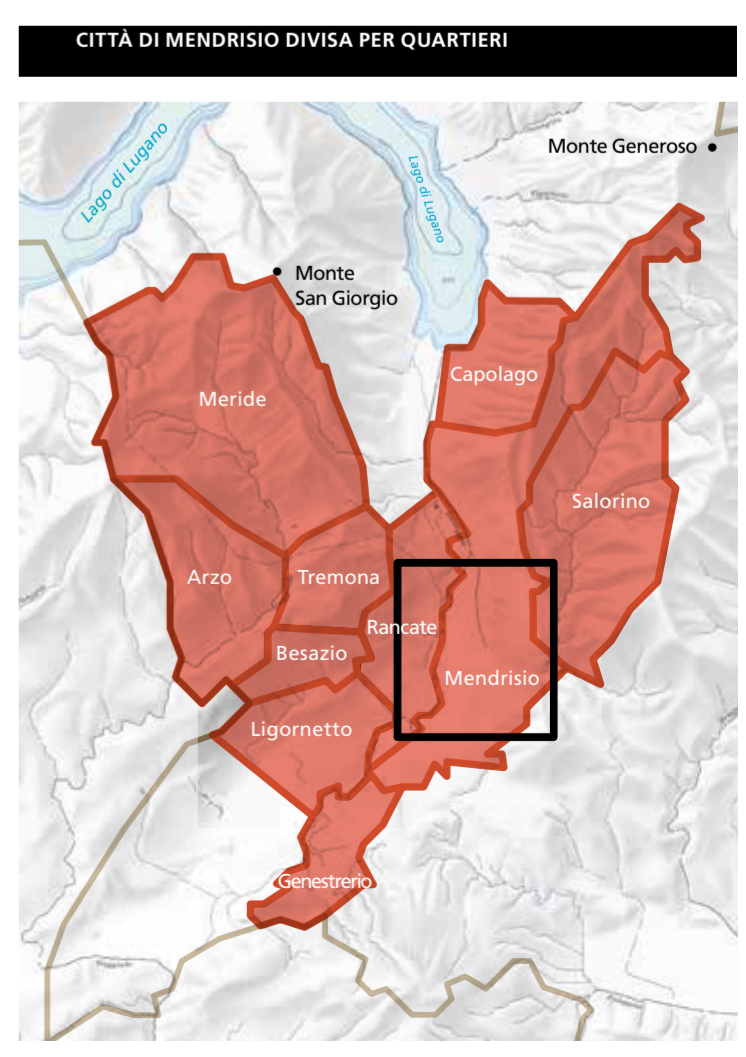 CITTÀ DI MENDRISIO DIVISA PER QUARTIERI
Monte Generoso
Lago di Lugano
Lago di Lugano
Monte
San Giorgio
Capolago
Meride
Salorino
Arzo
Tremona
Rancate
Besazio
Mendrisio
Ligornetto
Genestrerio